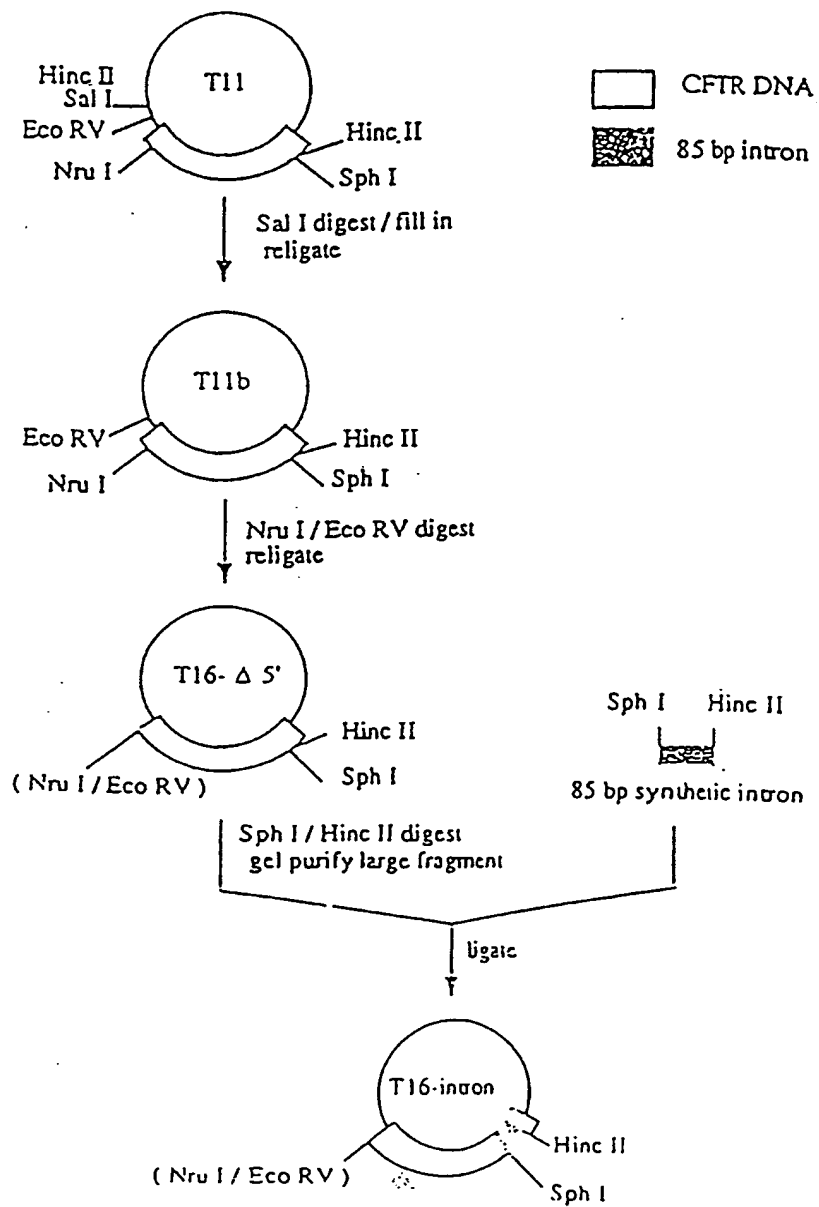 T11
Hinc II
Sal I
Eco RV
Nru I
Hinc II
Sph I
CFTR DNA
85 bp intron
Sal I digest / fill in
religate
T11b
Eco RV
Nru I
Hinc II
Sph I
Nru I / Eco RV digest
religate
T16- Δ 5'
Hinc II
Sph I
( Nru I / Eco RV )
Sph I Hinc II
85 bp synthetic intron
Sph I / Hinc II digest
gel purify large fragment
ligate
T16-intron
Hinc II
( Nru I / Eco RV )
Sph I